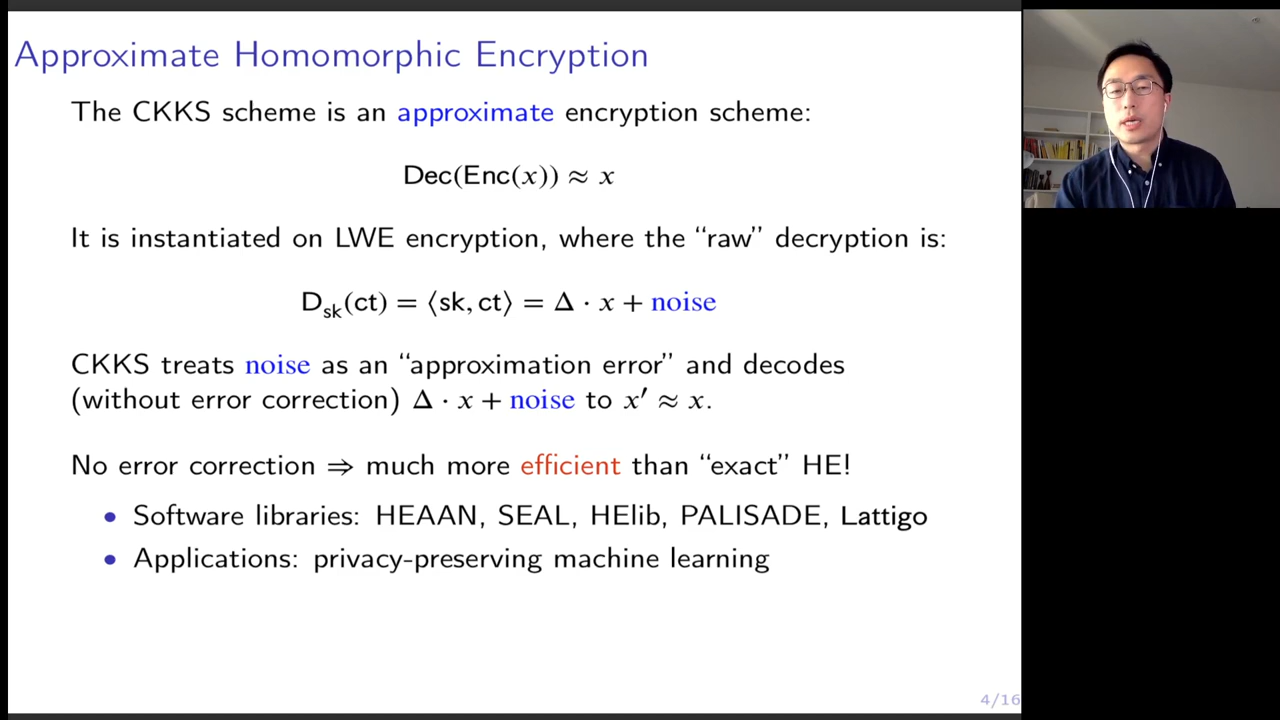 Approximate Homomorphic Encryption
The CKKS scheme is an approximate encryption scheme:
Dec(Enc(x)) ≈ x
It is instantiated on LWE encryption, where the “raw” decryption is:
D_sk(ct) = ⟨sk, ct⟩ = Δ · x + noise
CKKS treats noise as an “approximation error” and decodes
(without error correction) Δ · x + noise to x′ ≈ x.
No error correction ⇒ much more efficient than “exact” HE!
• Software libraries: HEAAN, SEAL, HElib, PALISADE, Lattigo
• Applications: privacy-preserving machine learning
4/16